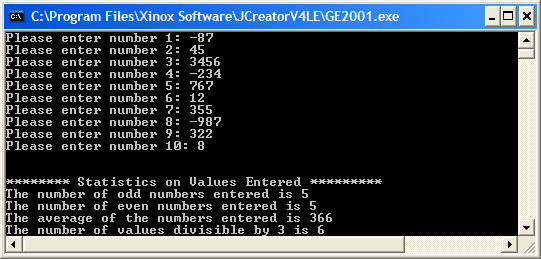 C:\Program Files\Xinox Software\JCreatorV4LE\GE2001.exe
Please enter number 1: -87
Please enter number 2: 45
Please enter number 3: 3456
Please enter number 4: -234
Please enter number 5: 767
Please enter number 6: 12
Please enter number 7: 355
Please enter number 8: -987
Please enter number 9: 322
Please enter number 10: 8
******** Statistics on Values Entered *********
The number of odd numbers entered is 5
The number of even numbers entered is 5
The average of the numbers entered is 366
The number of values divisible by 3 is 6